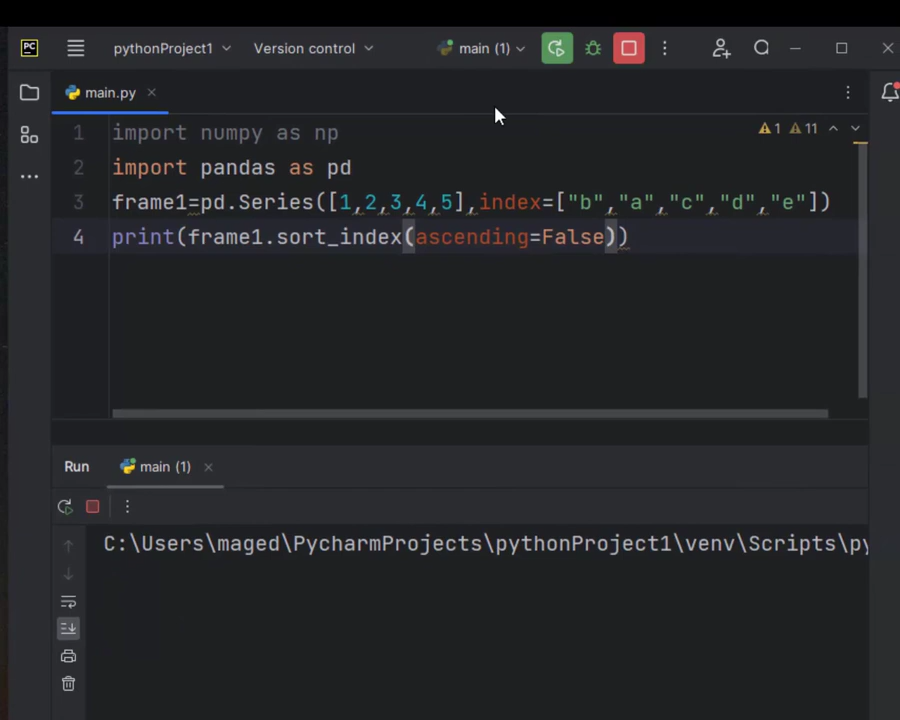 PC pythonProject1 Version control main (1)
main.py
1 import numpy as np
1 11
2 import pandas as pd
3 frame1=pd.Series([1,2,3,4,5],index=["b","a","c","d","e"])
4 print(frame1.sort_index(ascending=False))
Run main (1)
C:\Users\maged\PycharmProjects\pythonProject1\venv\Scripts\py